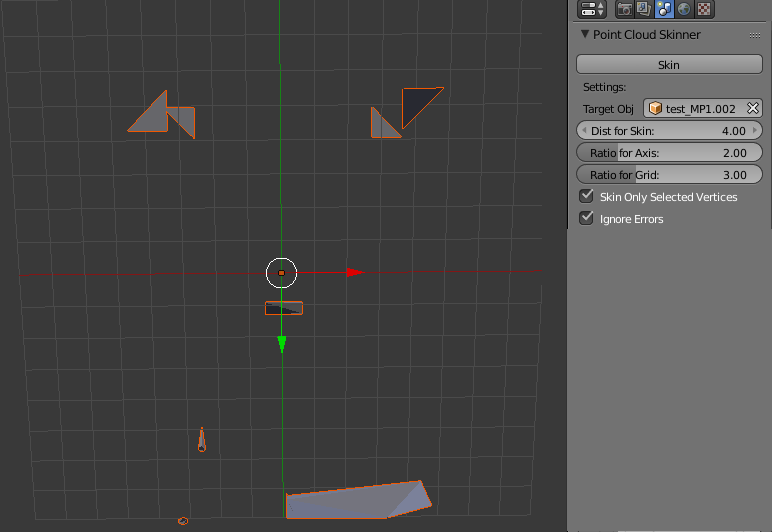 Point Cloud Skinner
Skin
Settings:
Target Obj test_MP1.002
Dist for Skin: 4.00
Ratio for Axis: 2.00
Ratio for Grid: 3.00
Skin Only Selected Vertices
Ignore Errors